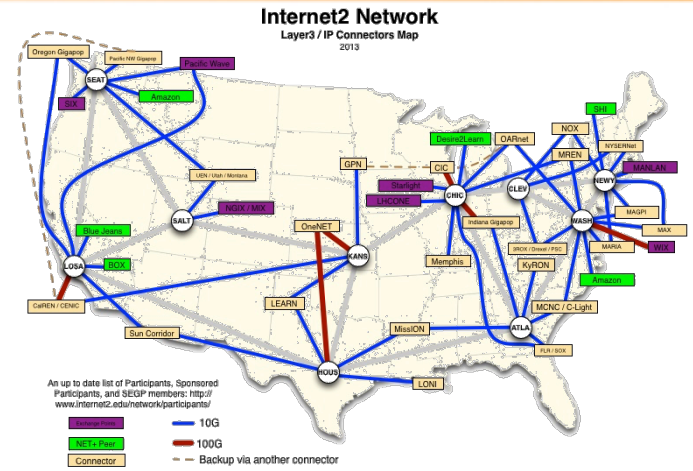 Internet2 Network
Layer3 / IP Connectors Map
2013
Oregon Gigapop
Pacific NW Gigapop
Pacific Wave
SEAT
SIX
Amazon
SHI
Desire2Learn
OARnet
NOX
NYSERNet
MREN
MANLAN
GPN
CIC
UEN / Utah / Montana
Starlight
CHIC
CLEV
NEWY
LHCONE
NGIX / MIX
SALT
MAGPI
Indiana Gigapop
WASH
MAX
Blue Jeans
OneNET
3ROX / Drexel / PSC
MARIA
WIX
LOSA
BOX
KANS
Memphis
KyRON
Amazon
CalREN / CENIC
LEARN
MCNC / C-Light
Sun Corridor
MissION
ATLA
FLR / SOX
HOUS
LONI
An up to date list of Participants, Sponsored
Participants, and SEGP members: http://
www.internet2.edu/network/participants/
Exchange Points
10G
NET+ Peer
100G
Connector
Backup via another connector